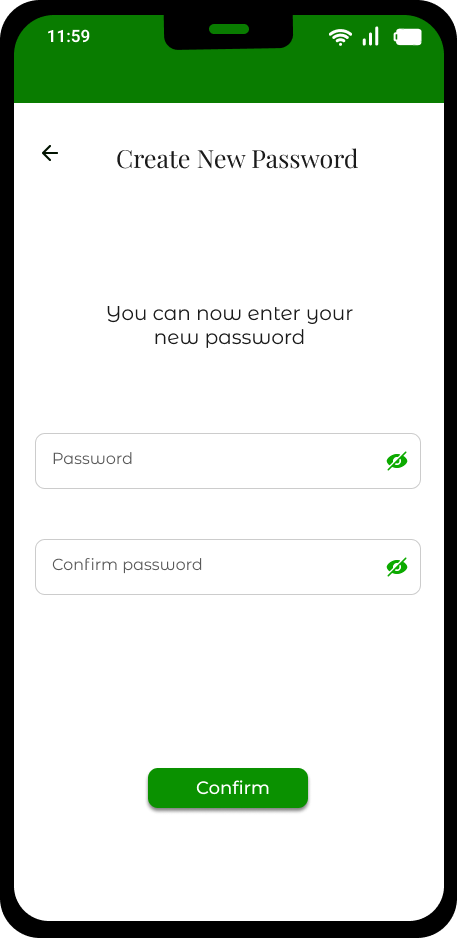 11:59
Create New Password
You can now enter your
new password
Password
Confirm password
Confirm